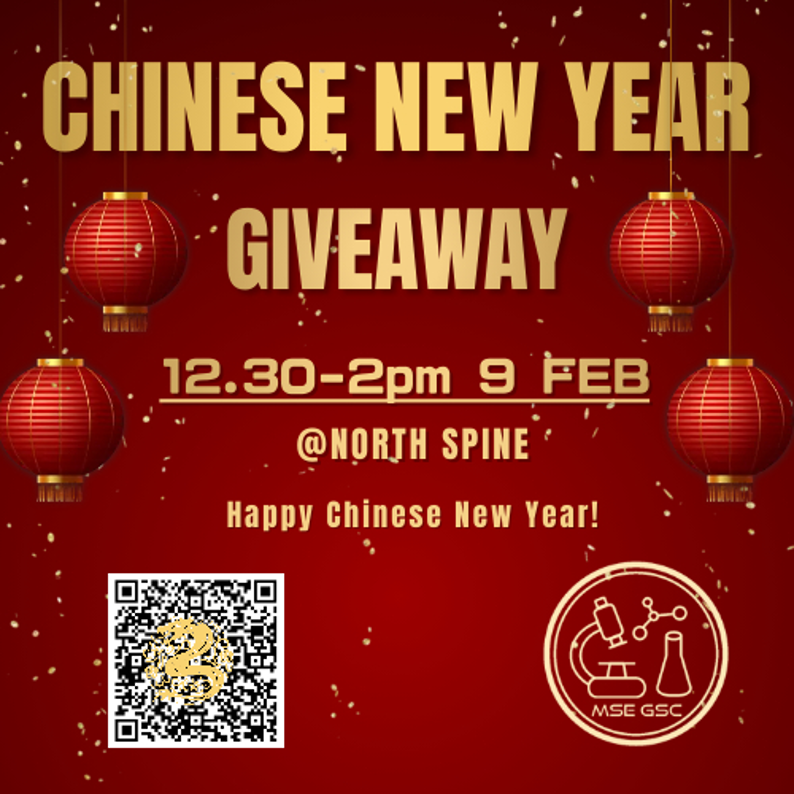 CHINESE NEW YEAR
GIVEAWAY
12.30-2pm 9 FEB
@NORTH SPINE
Happy Chinese New Year!
MSE GSC